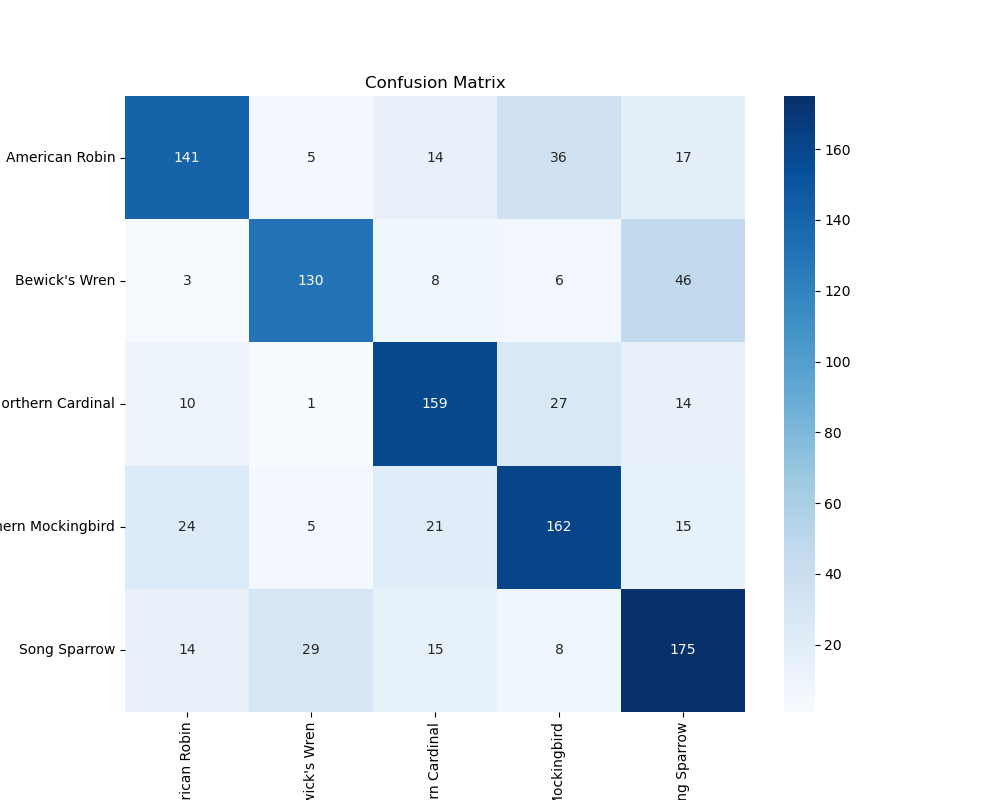 Confusion Matrix
American Robin 141 5 14 36 17
Bewick's Wren 3 130 8 6 46
orthern Cardinal 10 1 159 27 14
hern Mockingbird 24 5 21 162 15
Song Sparrow 14 29 15 8 175
rican Robin
wick's Wren
rn Cardinal
Mockingbird
ng Sparrow
160
140
120
100
80
60
40
20